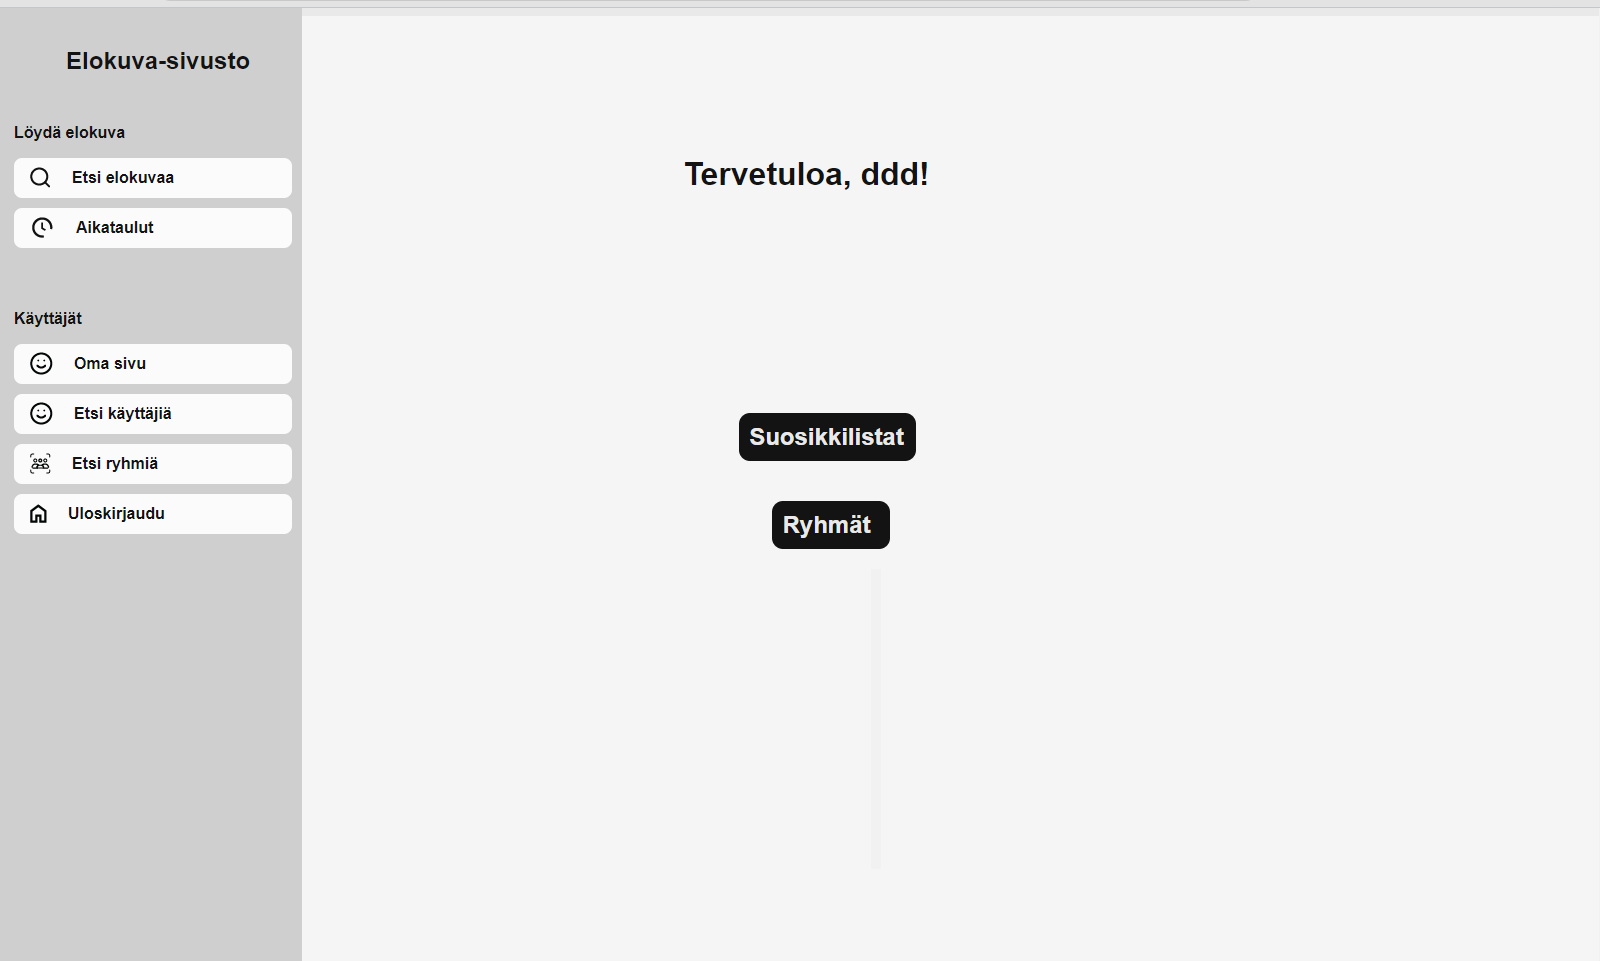 Elokuva-sivusto
Löydä elokuva
Etsi elokuvaa
Aikataulut
Käyttäjät
Oma sivu
Etsi käyttäjiä
Etsi ryhmiä
Uloskirjaudu
Tervetuloa, ddd!
Suosikkilistat
Ryhmät